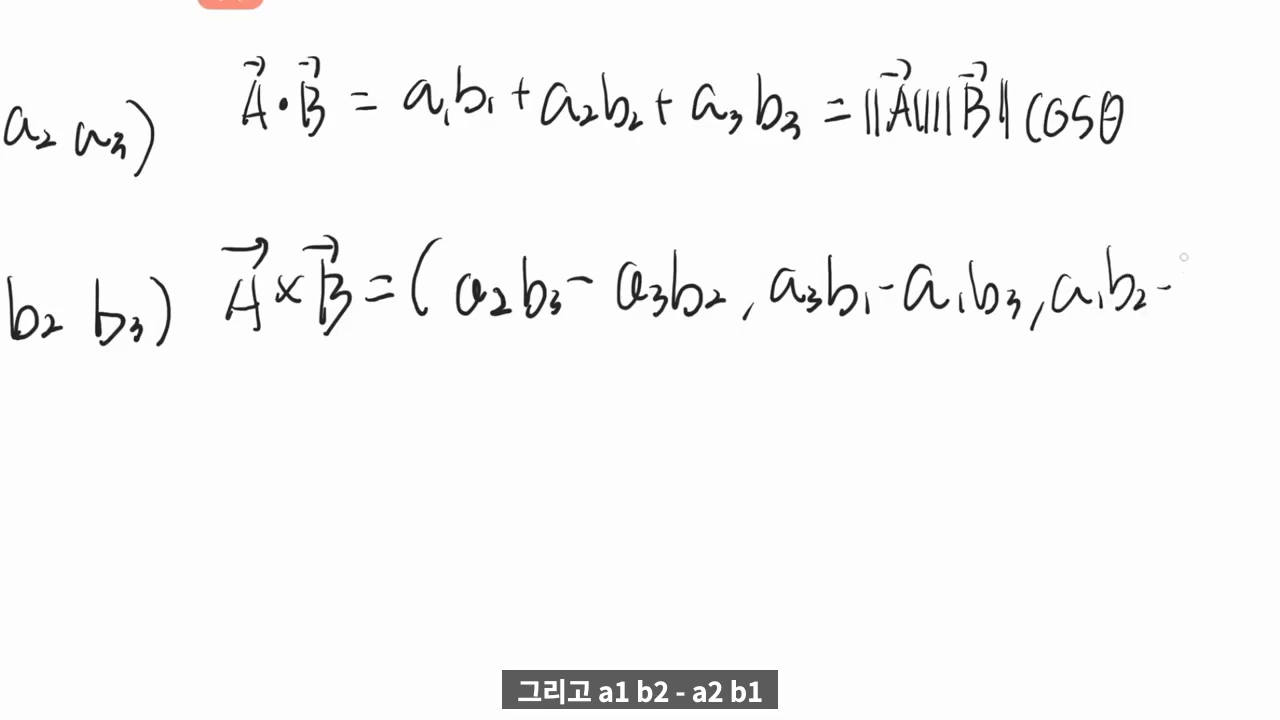 a₂ a₃) A⃗·B⃗ = a₁b₁ + a₂b₂ + a₃b₃ = ||A⃗|| ||B⃗|| cosθ
b₂ b₃) A⃗×B⃗ = (a₂b₃ - a₃b₂, a₃b₁ - a₁b₃, a₁b₂ -
그리고 a1 b2 - a2 b1